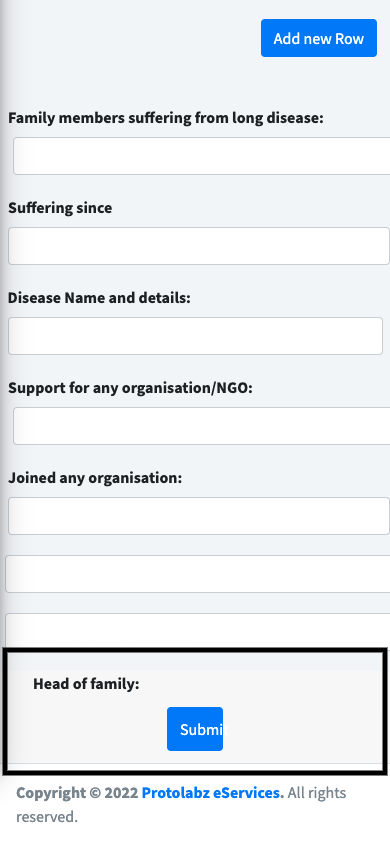 Add new Row
Family members suffering from long disease:
Suffering since
Disease Name and details:
Support for any organisation/NGO:
Joined any organisation:
Head of family:
Submit
Copyright © 2022 Protolabz eServices. All rights
reserved.